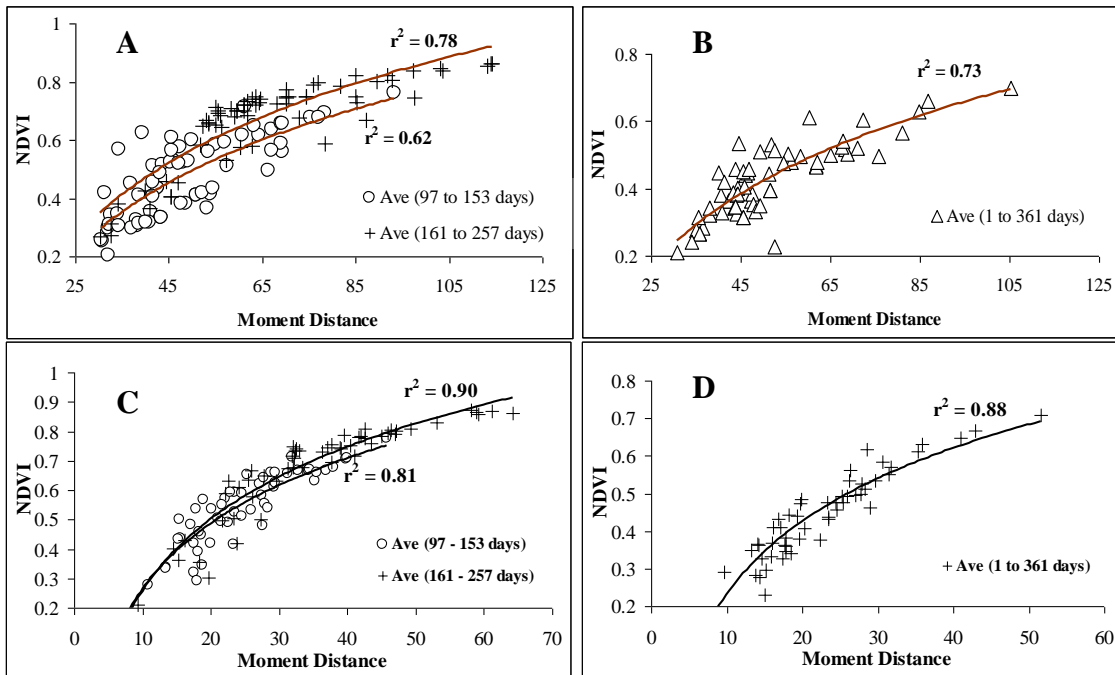 A
r² = 0.78
r² = 0.62
NDVI
1
0.8
0.6
0.4
0.2
Ave (97 to 153 days)
Ave (161 to 257 days)
25 45 65 85 105 125
Moment Distance
B
r² = 0.73
NDVI
0.8
0.6
0.4
0.2
Ave (1 to 361 days)
25 45 65 85 105 125
Moment Distance
C
r² = 0.90
r² = 0.81
NDVI
1
0.9
0.8
0.7
0.6
0.5
0.4
0.3
0.2
Ave (97 - 153 days)
Ave (161 - 257 days)
0 10 20 30 40 50 60 70
Moment Distance
D
r² = 0.88
NDVI
0.8
0.7
0.6
0.5
0.4
0.3
0.2
Ave (1 to 361 days)
0 10 20 30 40 50 60
Moment Distance